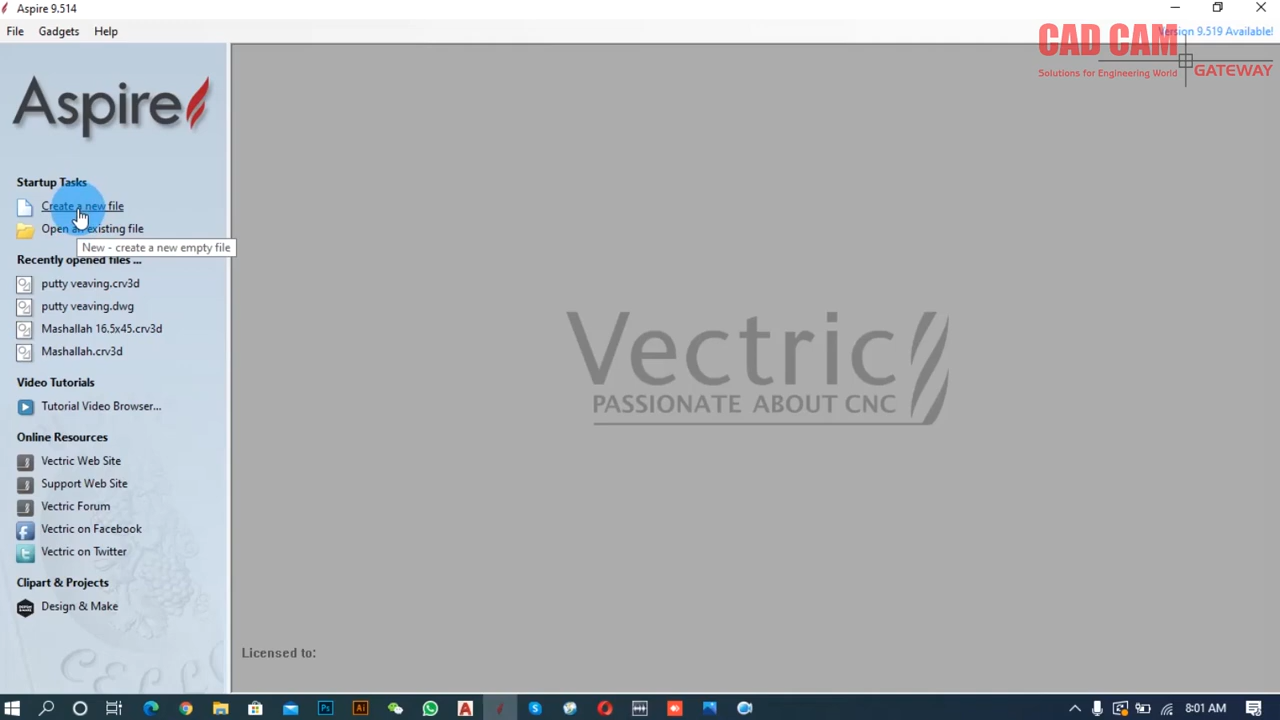 Aspire 9.514
File Gadgets Help
Version 9.519 Available!
CAD CAM
Solutions for Engineering World
GATEWAY
Aspire
Startup Tasks
Create a new file
Open an existing file
New - create a new empty file
Recently opened files ...
putty veaving.crv3d
putty veaving.dwg
Mashallah 16.5x45.crv3d
Mashallah.crv3d
Video Tutorials
Tutorial Video Browser...
Online Resources
Vectric Web Site
Support Web Site
Vectric Forum
Vectric on Facebook
Vectric on Twitter
Clipart & Projects
Design & Make
Vectric
PASSIONATE ABOUT CNC
Licensed to:
8:01 AM